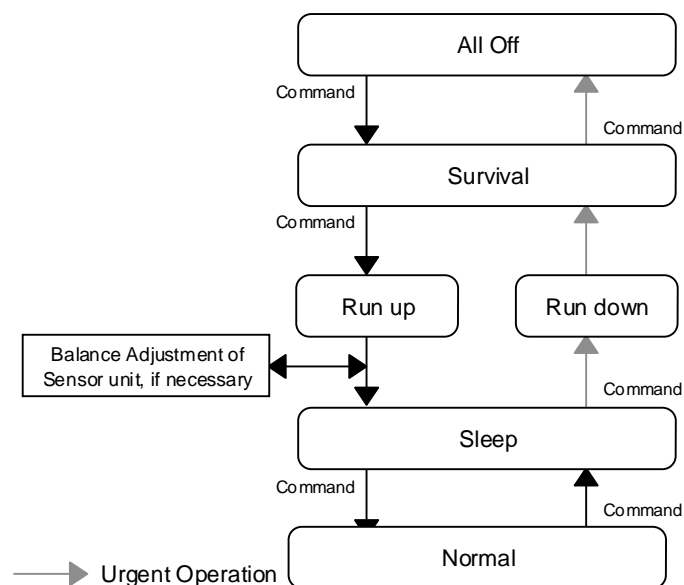 All Off
Command
Command
Survival
Command
Run up
Run down
Balance Adjustment of
Sensor unit, if necessary
Command
Sleep
Command
Command
Normal
Urgent Operation